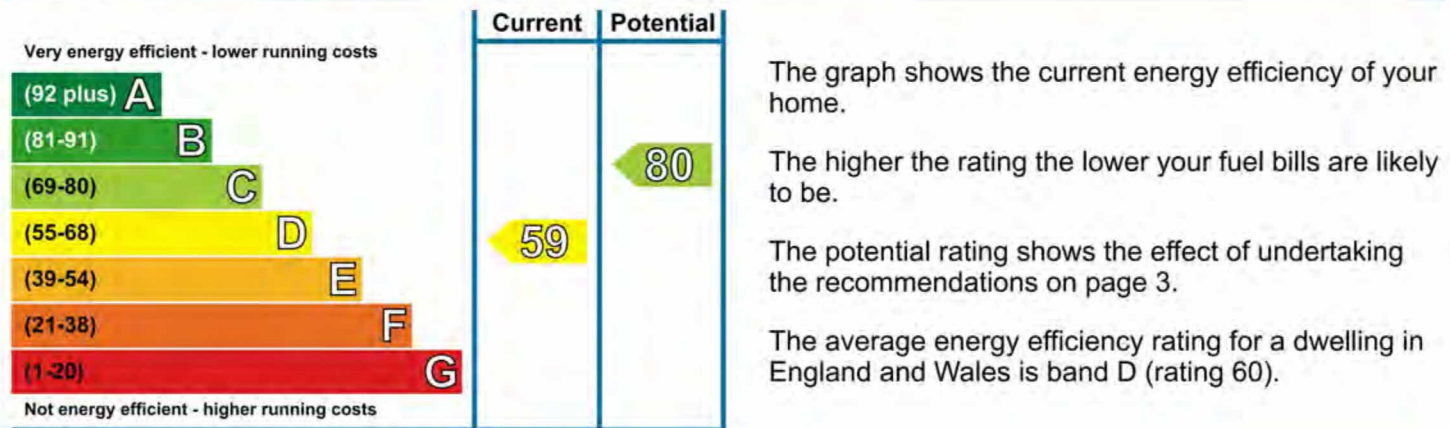 Current Potential
Very energy efficient - lower running costs
(92 plus) A
(81-91) B
(69-80) C
80
(55-68) D
59
(39-54) E
(21-38) F
(1-20) G
Not energy efficient - higher running costs
The graph shows the current energy efficiency of your
home.
The higher the rating the lower your fuel bills are likely
to be.
The potential rating shows the effect of undertaking
the recommendations on page 3.
The average energy efficiency rating for a dwelling in
England and Wales is band D (rating 60).